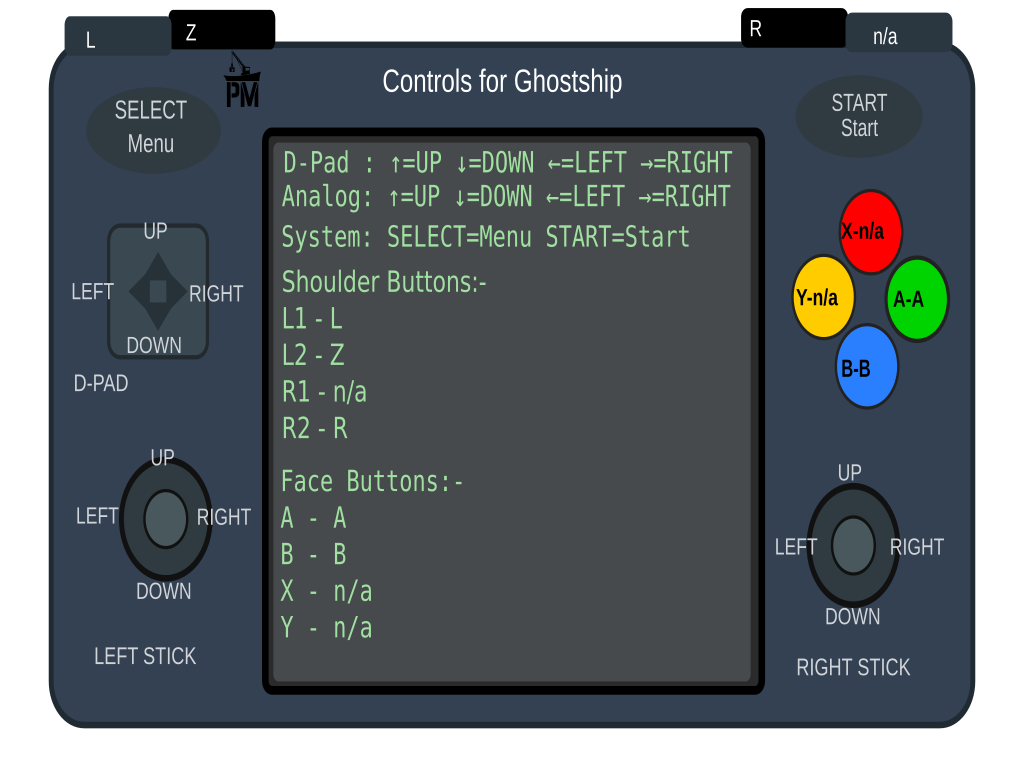 L
Z
R
n/a
PM
Controls for Ghostship
SELECT
Menu
START
Start
D-Pad : ↑=UP ↓=DOWN ←=LEFT →=RIGHT
Analog: ↑=UP ↓=DOWN ←=LEFT →=RIGHT
System: SELECT=Menu START=Start
Shoulder Buttons:-
L1 - L
L2 - Z
R1 - n/a
R2 - R
Face Buttons:-
A - A
B - B
X - n/a
Y - n/a
UP
LEFT
RIGHT
DOWN
D-PAD
UP
LEFT
RIGHT
DOWN
LEFT STICK
X-n/a
Y-n/a
A-A
B-B
UP
LEFT
RIGHT
DOWN
RIGHT STICK